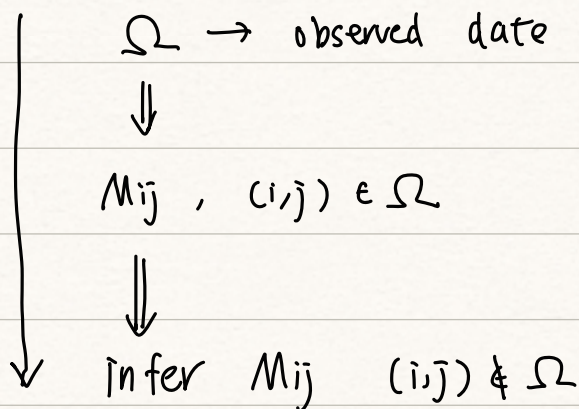 Ω → observed date
⇓
Mij , (i,j) ∈ Ω
⇓
infer Mij (i,j) ∉ Ω